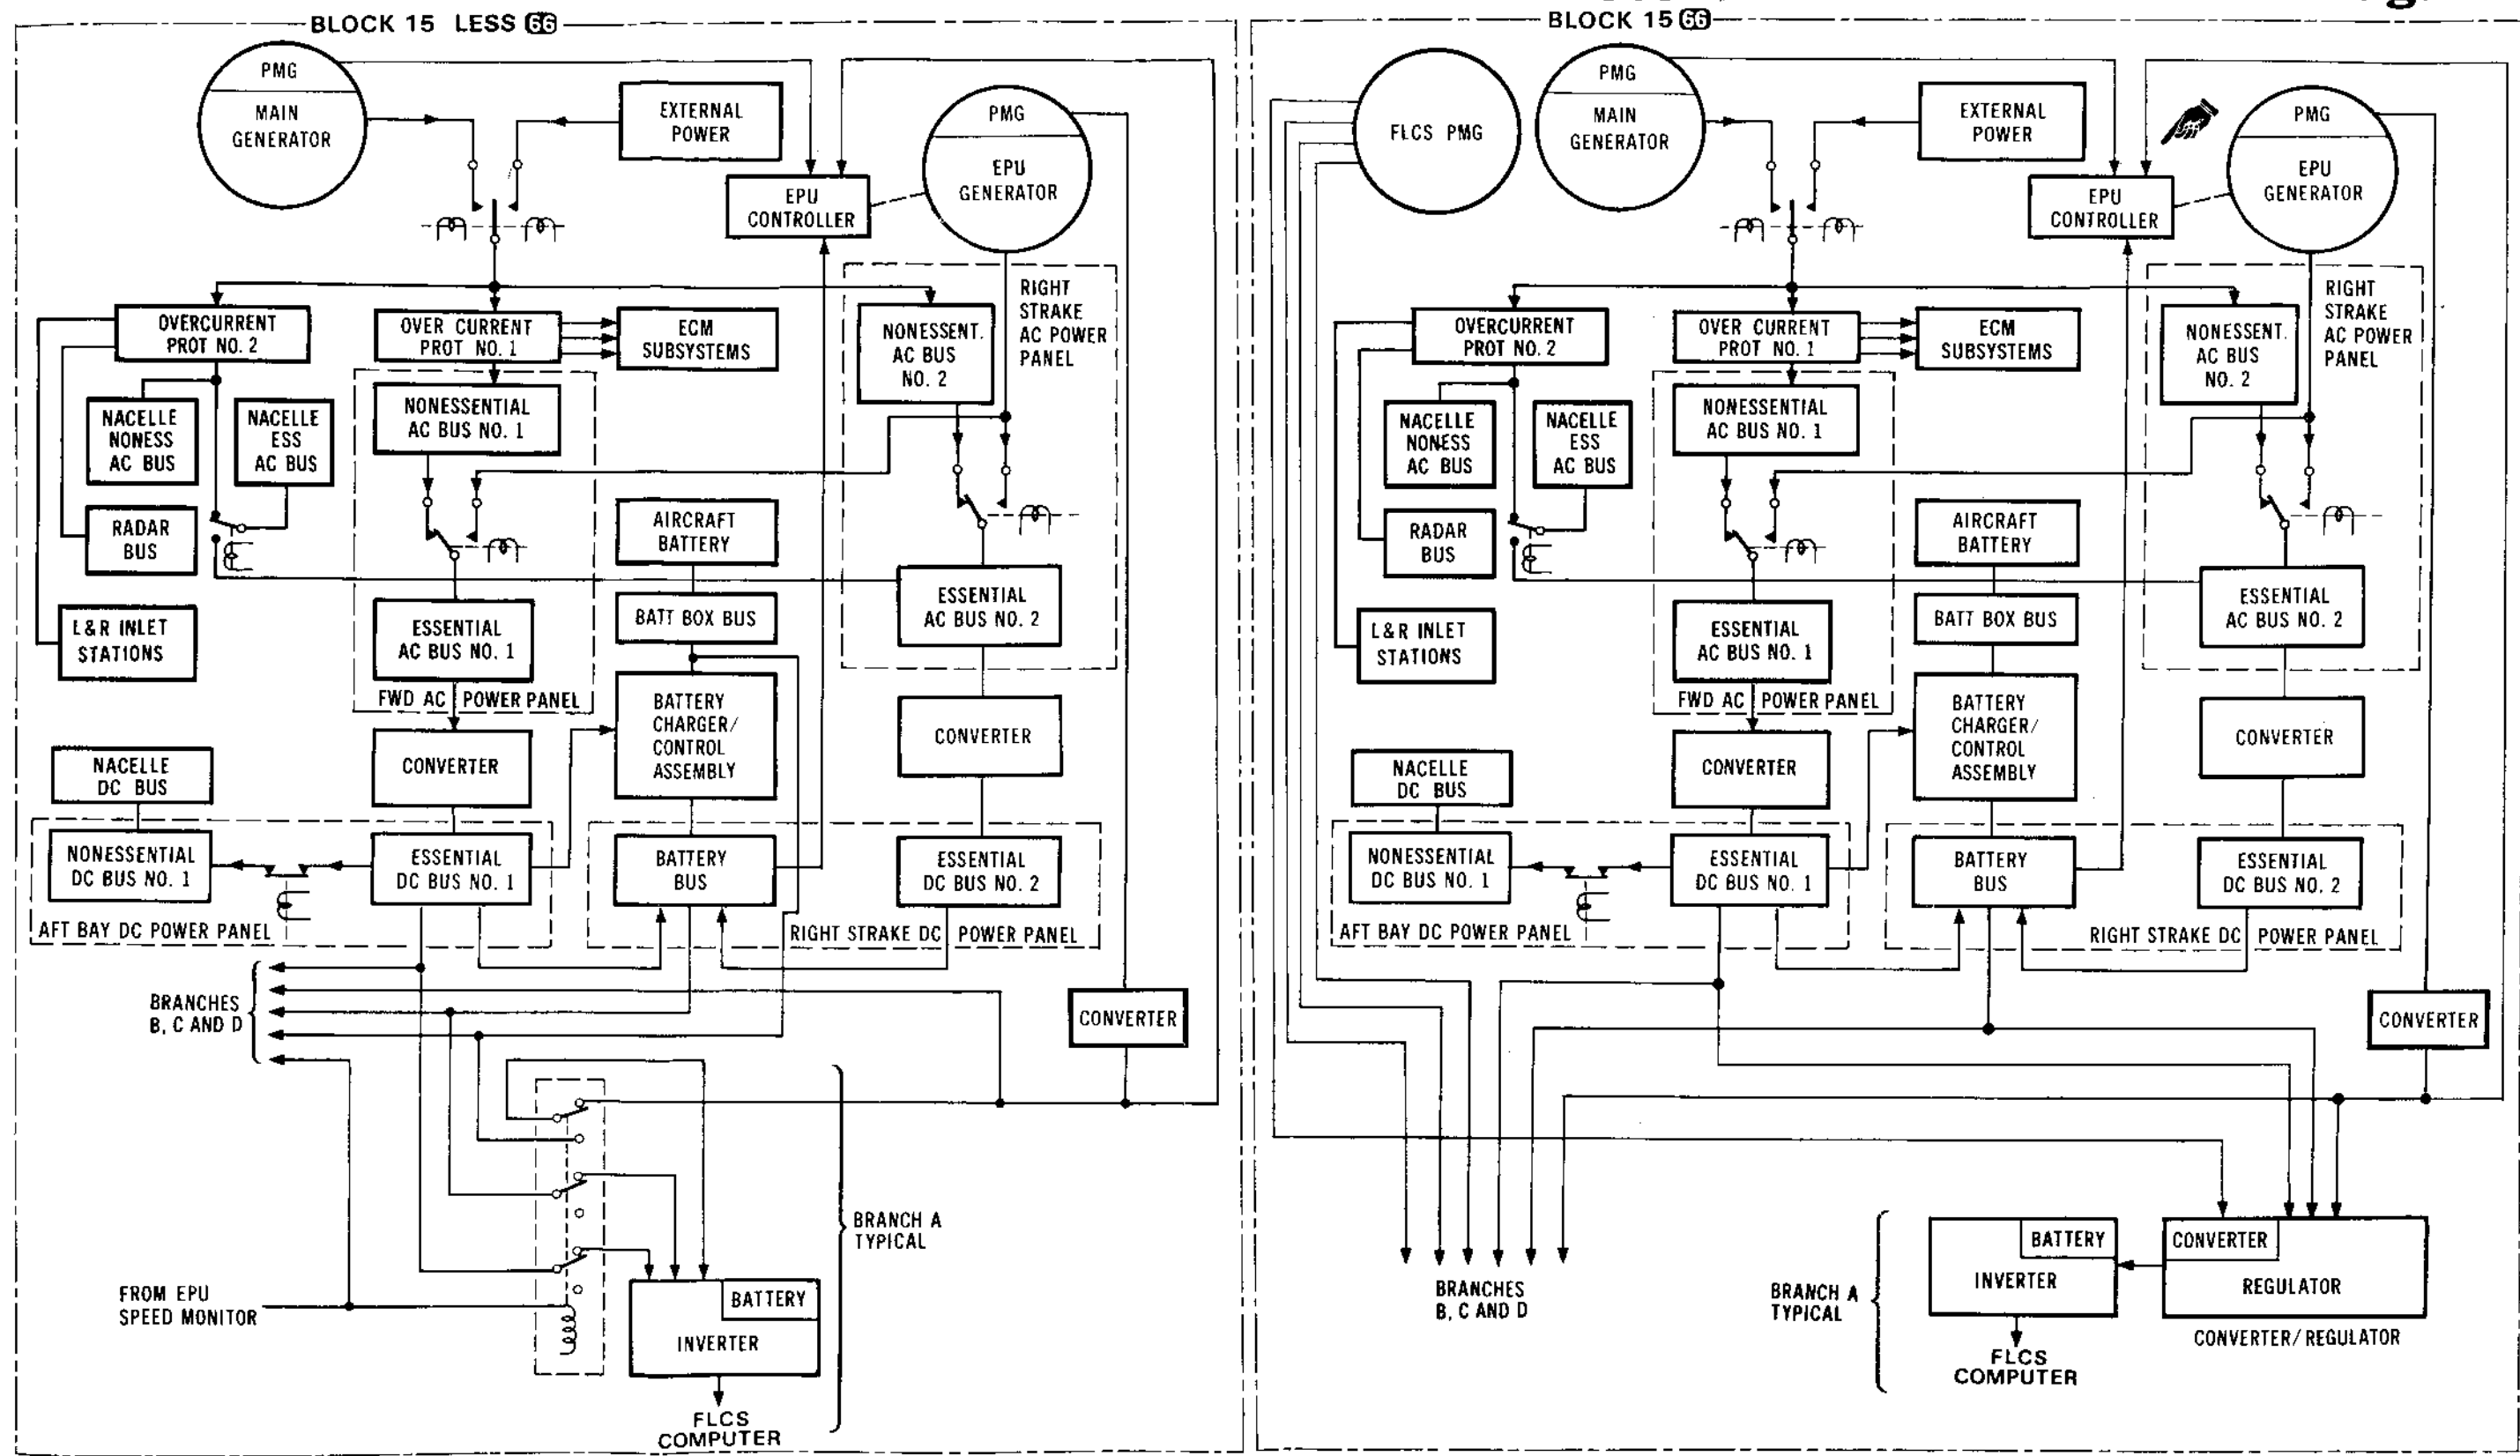 BLOCK 15 LESS 66
PMG
MAIN
GENERATOR
EXTERNAL
POWER
PMG
EPU
GENERATOR
EPU
CONTROLLER
OVERCURRENT
PROT NO. 2
OVER CURRENT
PROT NO. 1
ECM
SUBSYSTEMS
NONESSENT.
AC BUS
NO. 2
RIGHT
STRAKE
AC POWER
PANEL
NACELLE
NONESS
AC BUS
NACELLE
ESS
AC BUS
NONESSENTIAL
AC BUS NO. 1
RADAR
BUS
AIRCRAFT
BATTERY
L&R INLET
STATIONS
ESSENTIAL
AC BUS NO. 1
BATT BOX BUS
ESSENTIAL
AC BUS NO. 2
FWD AC POWER PANEL
BATTERY
CHARGER/
CONTROL
ASSEMBLY
CONVERTER
CONVERTER
NACELLE
DC BUS
NONESSENTIAL
DC BUS NO. 1
ESSENTIAL
DC BUS NO. 1
BATTERY
BUS
ESSENTIAL
DC BUS NO. 2
AFT BAY DC POWER PANEL
RIGHT STRAKE DC POWER PANEL
BRANCHES
B, C AND D
CONVERTER
BRANCH A
TYPICAL
FROM EPU
SPEED MONITOR
BATTERY
INVERTER
FLCS
COMPUTER
BLOCK 15 66
FLCS PMG
PMG
MAIN
GENERATOR
EXTERNAL
POWER
PMG
EPU
GENERATOR
EPU
CONTROLLER
OVERCURRENT
PROT NO. 2
OVER CURRENT
PROT NO. 1
ECM
SUBSYSTEMS
NONESSENT.
AC BUS
NO. 2
RIGHT
STRAKE
AC POWER
PANEL
NACELLE
NONESS
AC BUS
NACELLE
ESS
AC BUS
NONESSENTIAL
AC BUS NO. 1
RADAR
BUS
AIRCRAFT
BATTERY
L&R INLET
STATIONS
ESSENTIAL
AC BUS NO. 1
BATT BOX BUS
ESSENTIAL
AC BUS NO. 2
FWD AC POWER PANEL
BATTERY
CHARGER/
CONTROL
ASSEMBLY
CONVERTER
CONVERTER
NACELLE
DC BUS
NONESSENTIAL
DC BUS NO. 1
ESSENTIAL
DC BUS NO. 1
BATTERY
BUS
ESSENTIAL
DC BUS NO. 2
AFT BAY DC POWER PANEL
RIGHT STRAKE DC POWER PANEL
CONVERTER
BRANCHES
B, C AND D
BRANCH A
TYPICAL
BATTERY
INVERTER
CONVERTER
REGULATOR
CONVERTER/REGULATOR
FLCS
COMPUTER